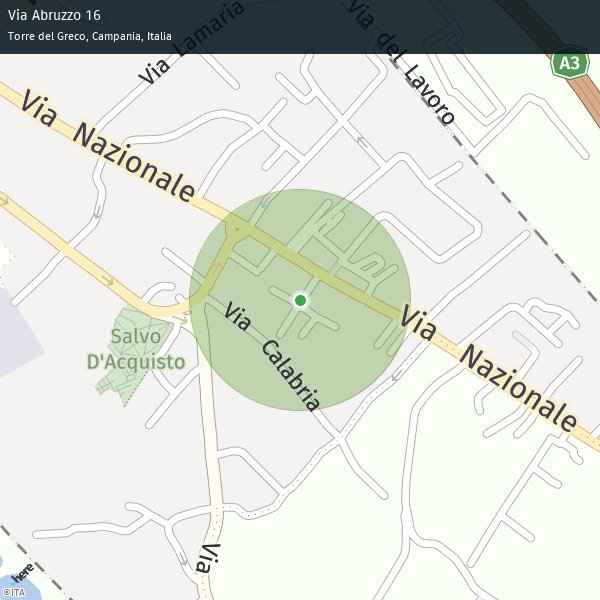 Via Abruzzo 16
Torre del Greco, Campania, Italia
Via Lamaria
Via del Lavoro
A3
Via Nazionale
Via Calabria
Salvo
D'Acquisto
Via Nazionale
Via
here
©ITA